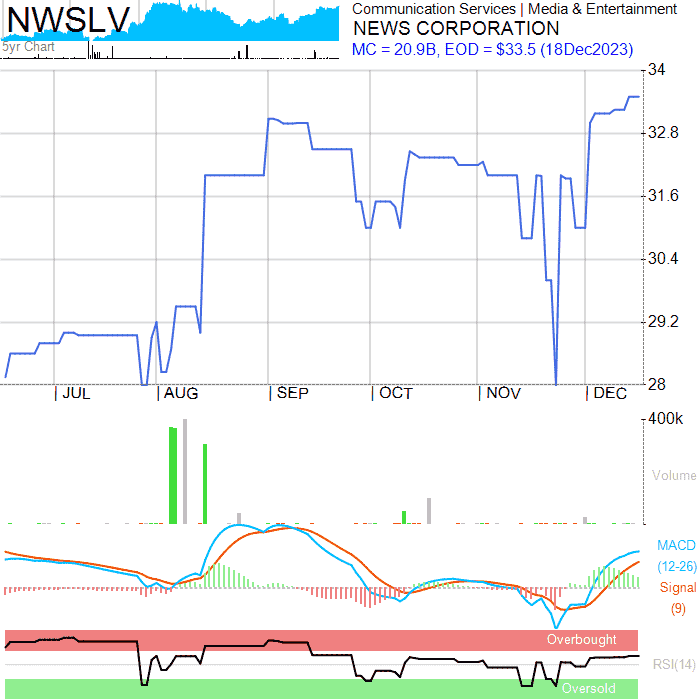 NWSLV
5yr Chart
Communication Services | Media & Entertainment
NEWS CORPORATION
MC = 20.9B, EOD = $33.5 (18Dec2023)
34
32.8
31.6
30.4
29.2
28
JUL
AUG
SEP
OCT
NOV
DEC
400k
Volume
MACD
(12-26)
Signal
(9)
Overbought
RSI(14)
Oversold